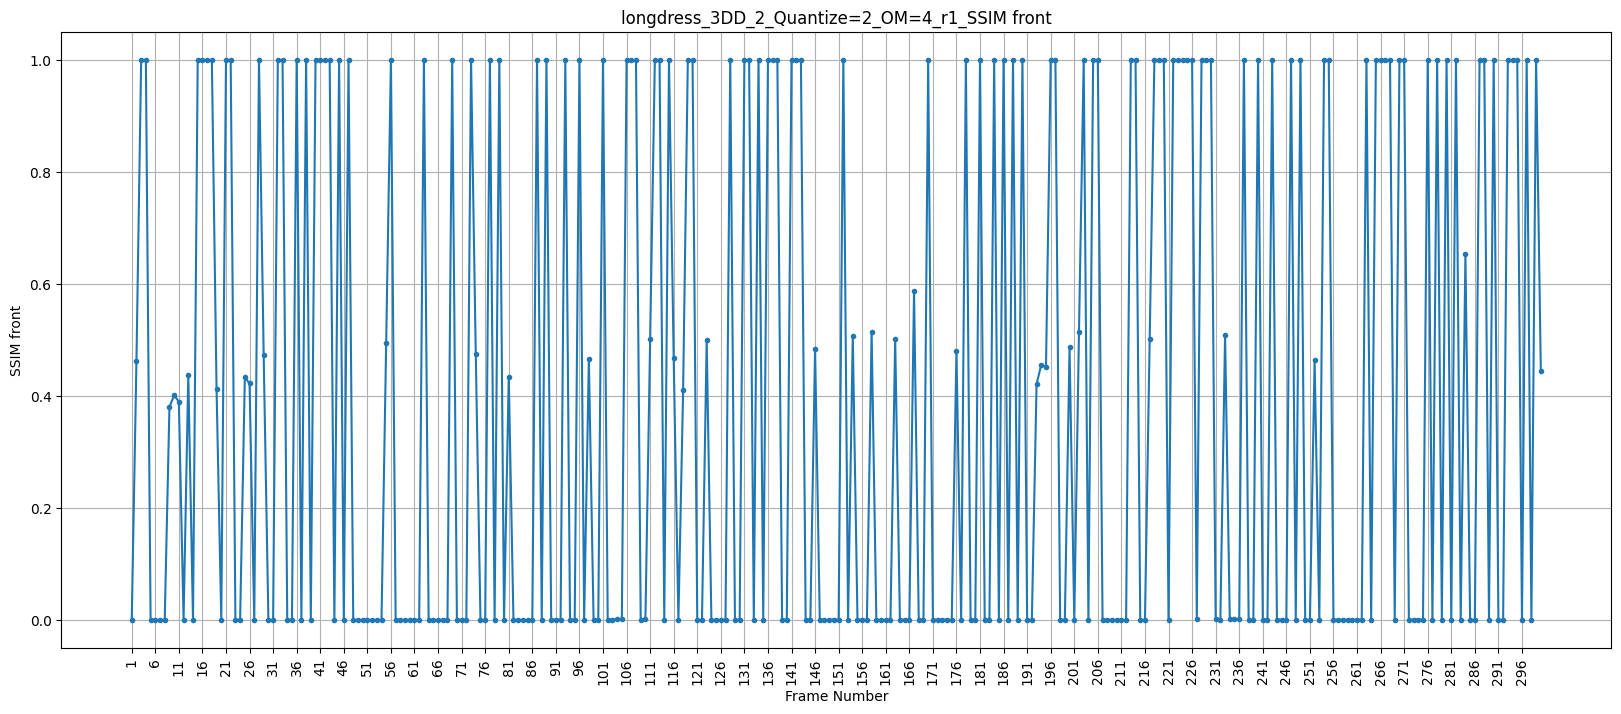 longdress_3DD_2_Quantize=2_OM=4_r1_SSIM front
SSIM front
1.0
0.8
0.6
0.4
0.2
0.0
1 6 11 16 21 26 31 36 41 46 51 56 61 66 71 76 81 86 91 96 101 106 111 116 121 126 131 136 141 146 151 156 161 166 171 176 181 186 191 196 201 206 211 216 221 226 231 236 241 246 251 256 261 266 271 276 281 286 291 296
Frame Number